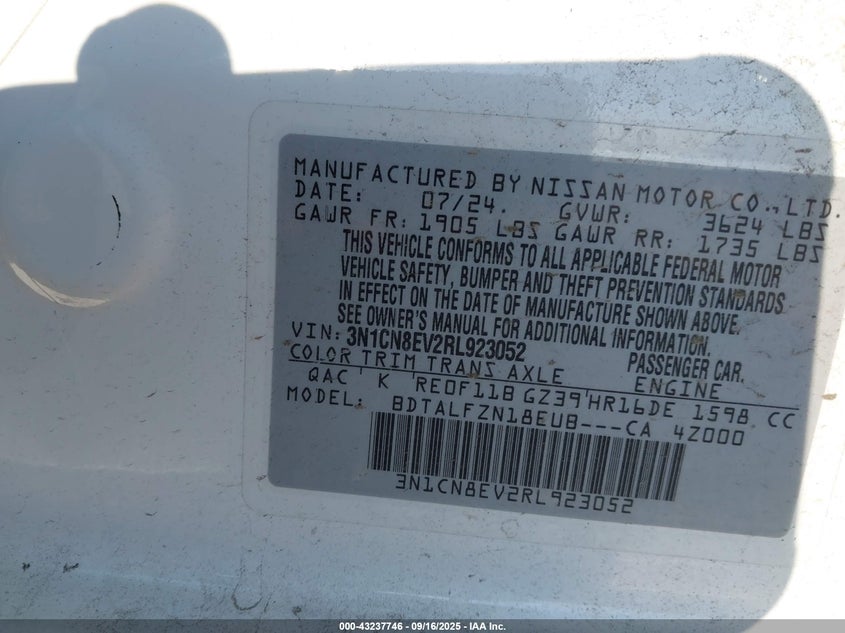 MANUFACTURED BY NISSAN MOTOR CO., LTD.
DATE: 07/24. GVWR: 3624 LBS
GAWR FR: 1905 LBS GAWR RR: 1735 LBS
THIS VEHICLE CONFORMS TO ALL APPLICABLE FEDERAL MOTOR
VEHICLE SAFETY, BUMPER AND THEFT PREVENTION STANDARDS
IN EFFECT ON THE DATE OF MANUFACTURE SHOWN ABOVE.
SEE OWNER'S MANUAL FOR ADDITIONAL INFORMATION.
VIN: 3N1CN8EV2RL923052 PASSENGER CAR.
COLOR TRIM TRANS AXLE ENGINE
QAC K RE0F11B GZ39 HR16DE 1598 CC
MODEL: BDTALFZN18EUB---CA 4Z000
3N1CN8EV2RL923052
000-43237746 - 09/16/2025 - IAA Inc.